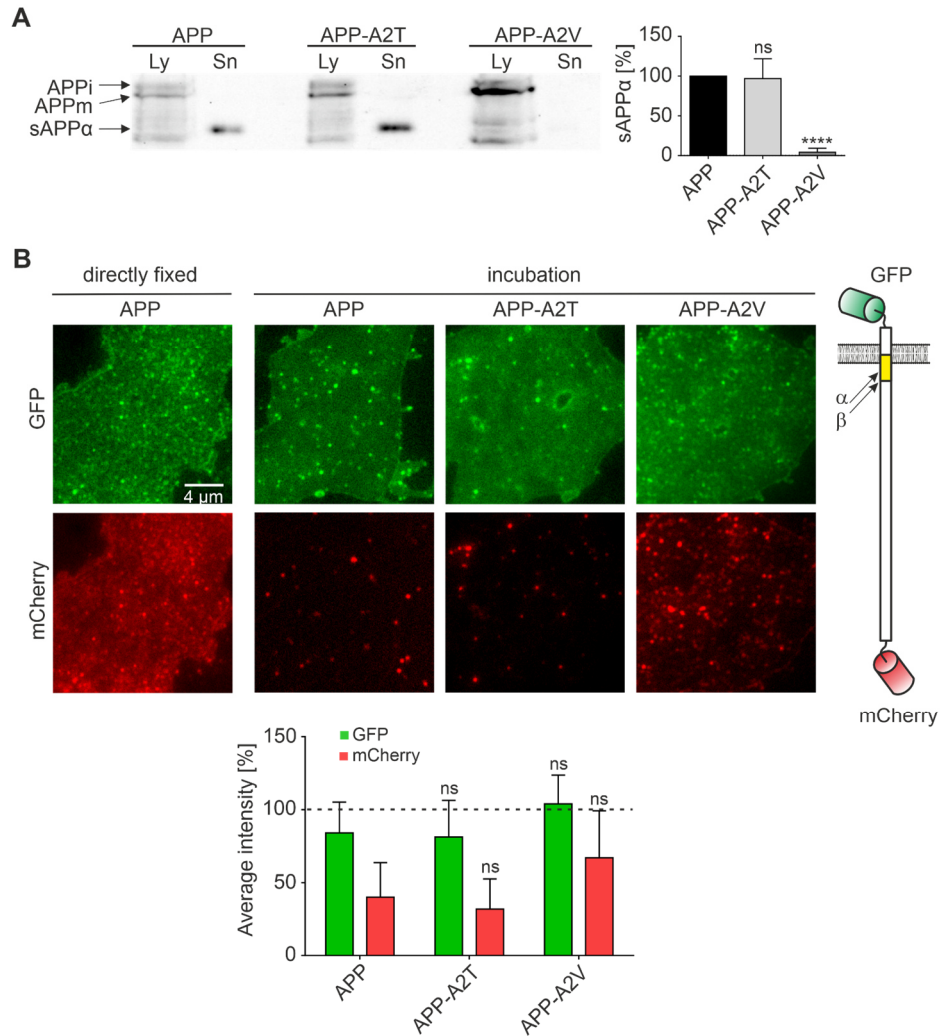 A
APP APP-A2T APP-A2V
Ly Sn Ly Sn Ly Sn
APPi
APPm
sAPPα
sAPPα [%]
150
100
50
0
ns
****
APP
APP-A2T
APP-A2V
B
directly fixed incubation
APP APP APP-A2T APP-A2V
GFP
4 µm
mCherry
GFP
α
β
mCherry
Average intensity [%]
150
100
50
0
GFP
mCherry
ns
ns
ns
ns
APP
APP-A2T
APP-A2V